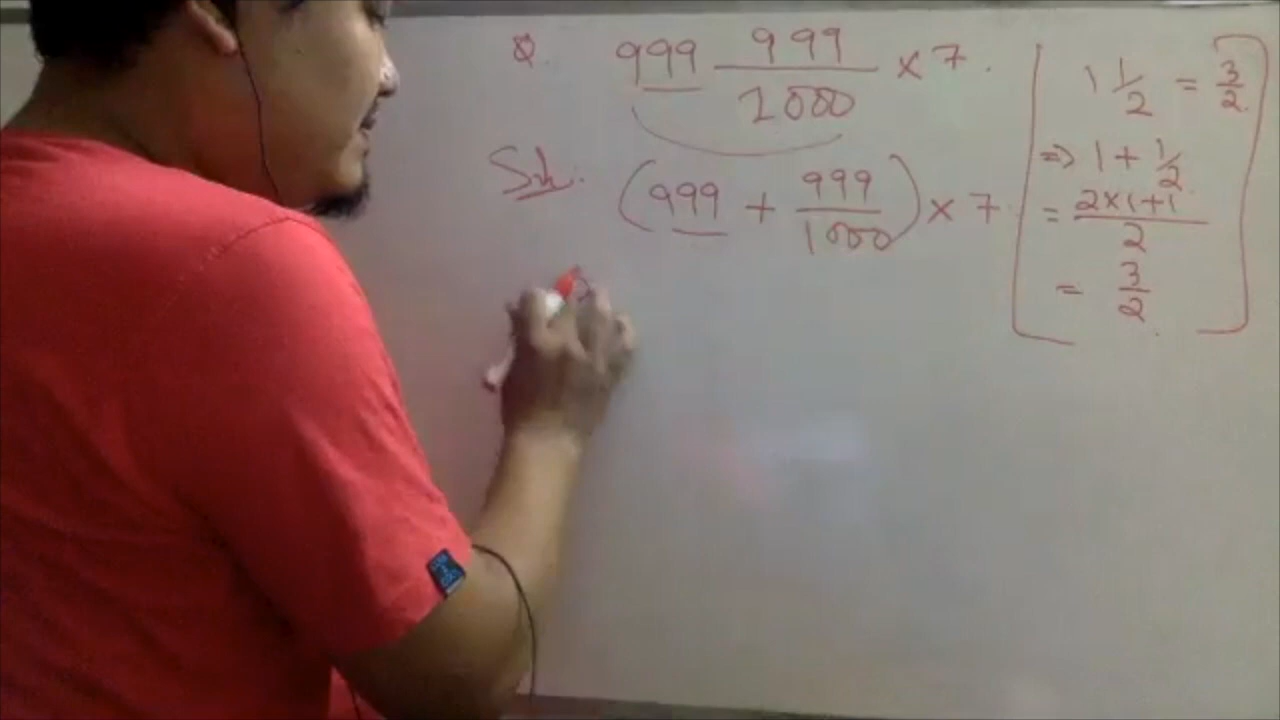 Q. 999 999/1000 × 7.
Soln. (999 + 999/1000) × 7
1 1/2 = 3/2
⇒ 1 + 1/2
= 2×1+1/2
= 3/2